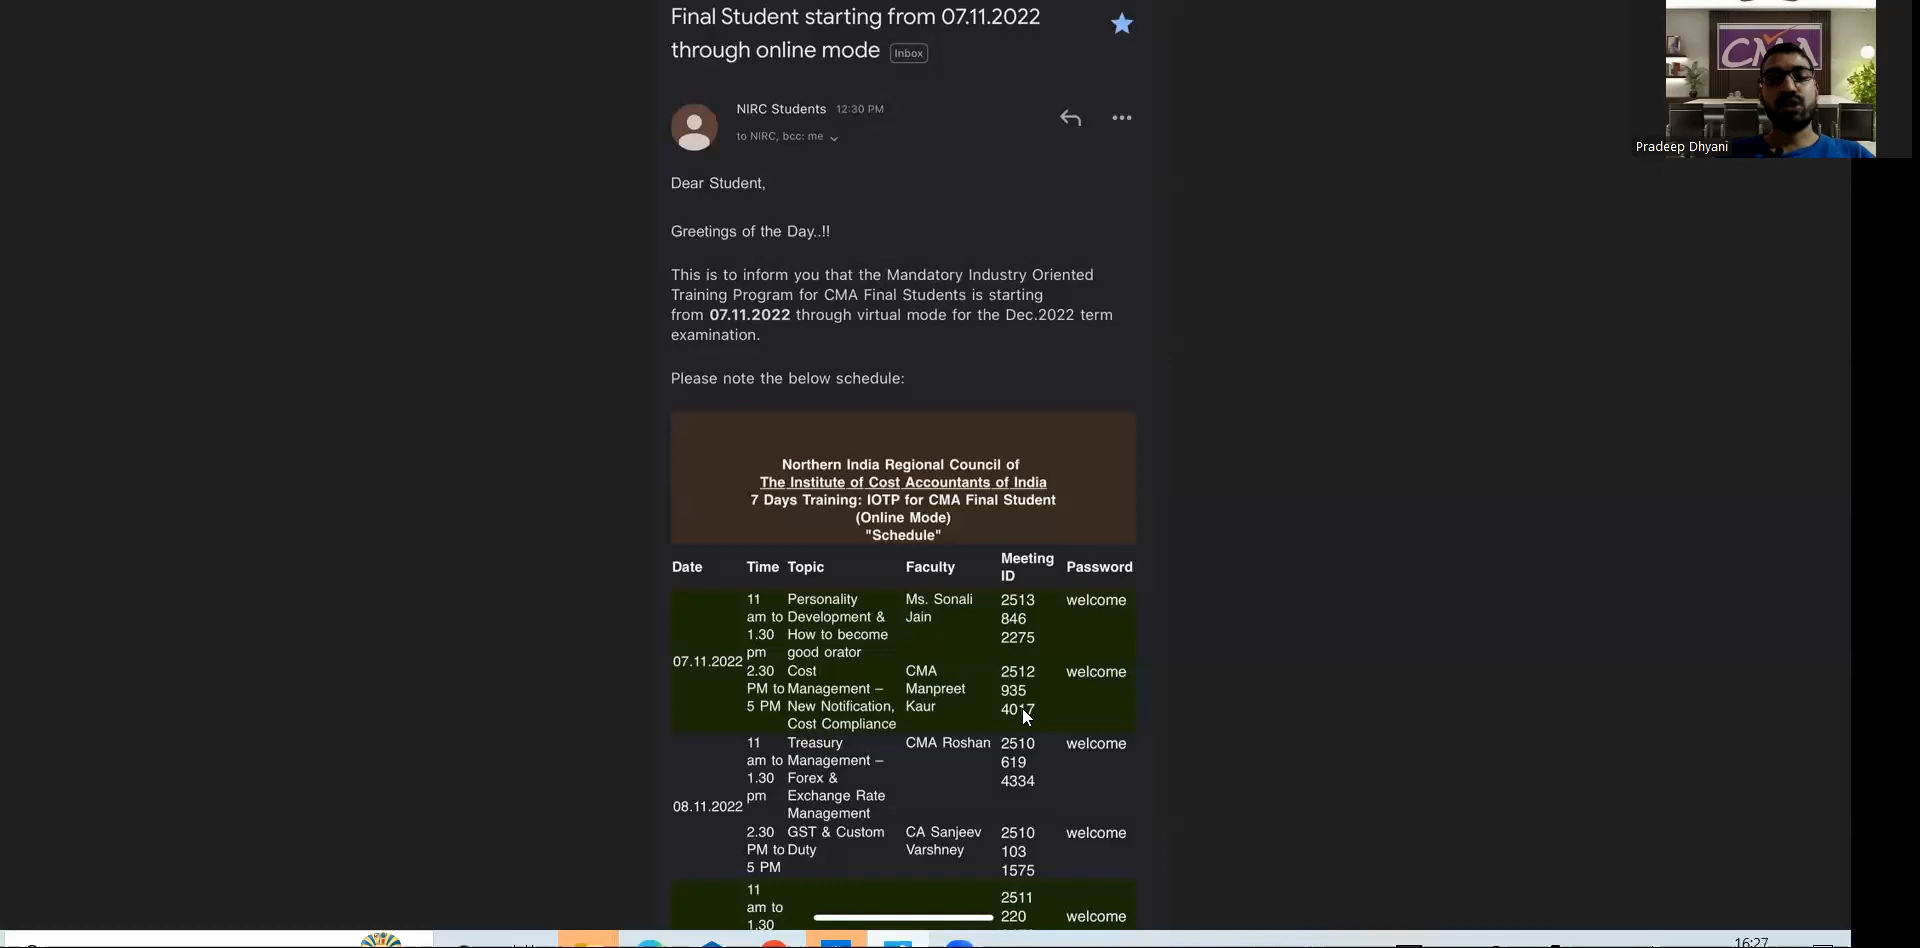 Final Student starting from 07.11.2022
through online mode Inbox
CMA
Pradeep Dhyani
NIRC Students 12:30 PM
to NIRC, bcc: me
Dear Student,
Greetings of the Day..!!
This is to inform you that the Mandatory Industry Oriented
Training Program for CMA Final Students is starting
from 07.11.2022 through virtual mode for the Dec.2022 term
examination.
Please note the below schedule:
Northern India Regional Council of
The Institute of Cost Accountants of India
7 Days Training: IOTP for CMA Final Student
(Online Mode)
"Schedule"
Date Time Topic Faculty Meeting ID Password
07.11.2022
11 am to 1.30 pm Personality Development & How to become good orator Ms. Sonali Jain 2513 846 2275 welcome
2.30 PM to 5 PM Cost Management – New Notification, Cost Compliance CMA Manpreet Kaur 2512 935 4017 welcome
08.11.2022
11 am to 1.30 pm Treasury Management – Forex & Exchange Rate Management CMA Roshan 2510 619 4334 welcome
2.30 PM to 5 PM GST & Custom Duty CA Sanjeev Varshney 2510 103 1575 welcome
11 am to 1.30 2511 220 welcome
16:27